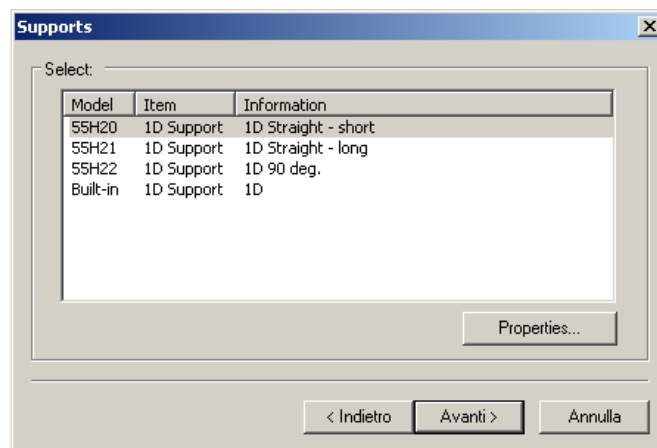 Supports
Select:
Model Item Information
55H20 1D Support 1D Straight - short
55H21 1D Support 1D Straight - long
55H22 1D Support 1D 90 deg.
Built-in 1D Support 1D
Properties...
< Indietro Avanti > Annulla